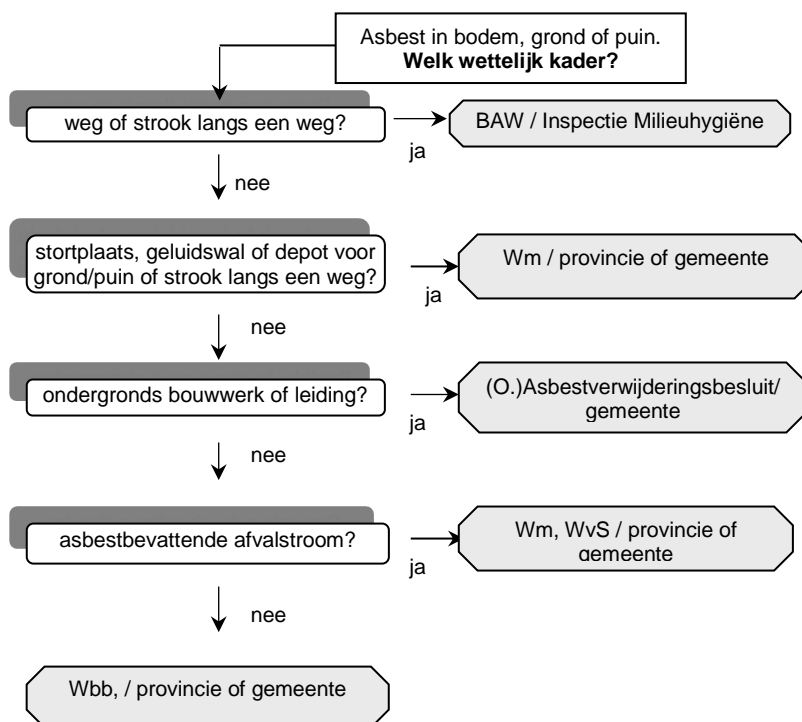 Asbest in bodem, grond of puin.
Welk wettelijk kader?
weg of strook langs een weg?
ja
BAW / Inspectie Milieuhygiëne
nee
stortplaats, geluidswal of depot voor
grond/puin of strook langs een weg?
ja
Wm / provincie of gemeente
nee
ondergronds bouwwerk of leiding?
ja
(O.)Asbestverwijderingsbesluit/
gemeente
nee
asbestbevattende afvalstroom?
ja
Wm, WvS / provincie of
gemeente
nee
Wbb, / provincie of gemeente